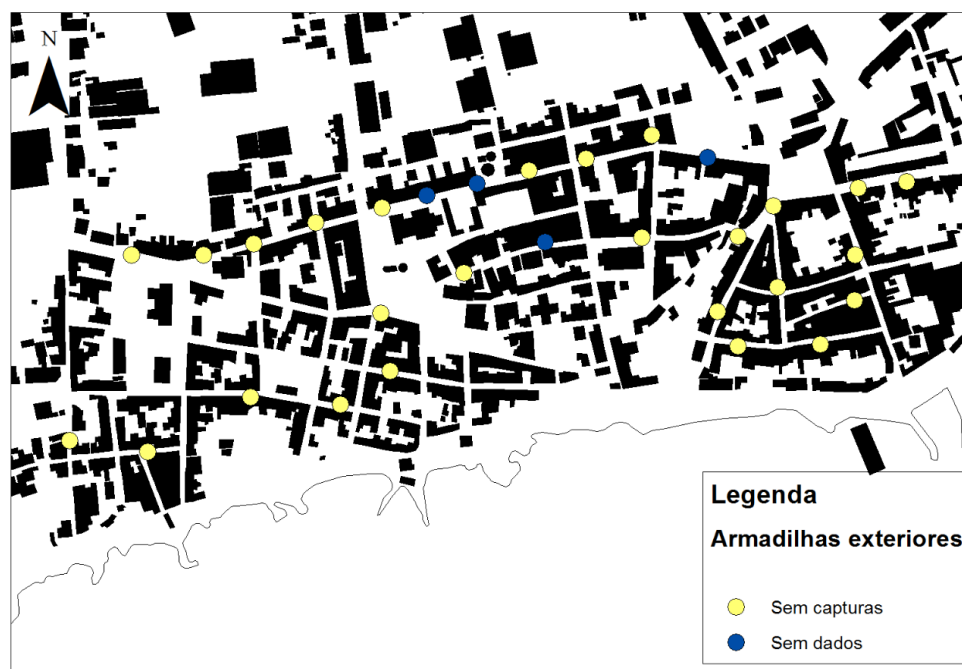 N
Legenda
Armadilhas exteriores
Sem capturas
Sem dados